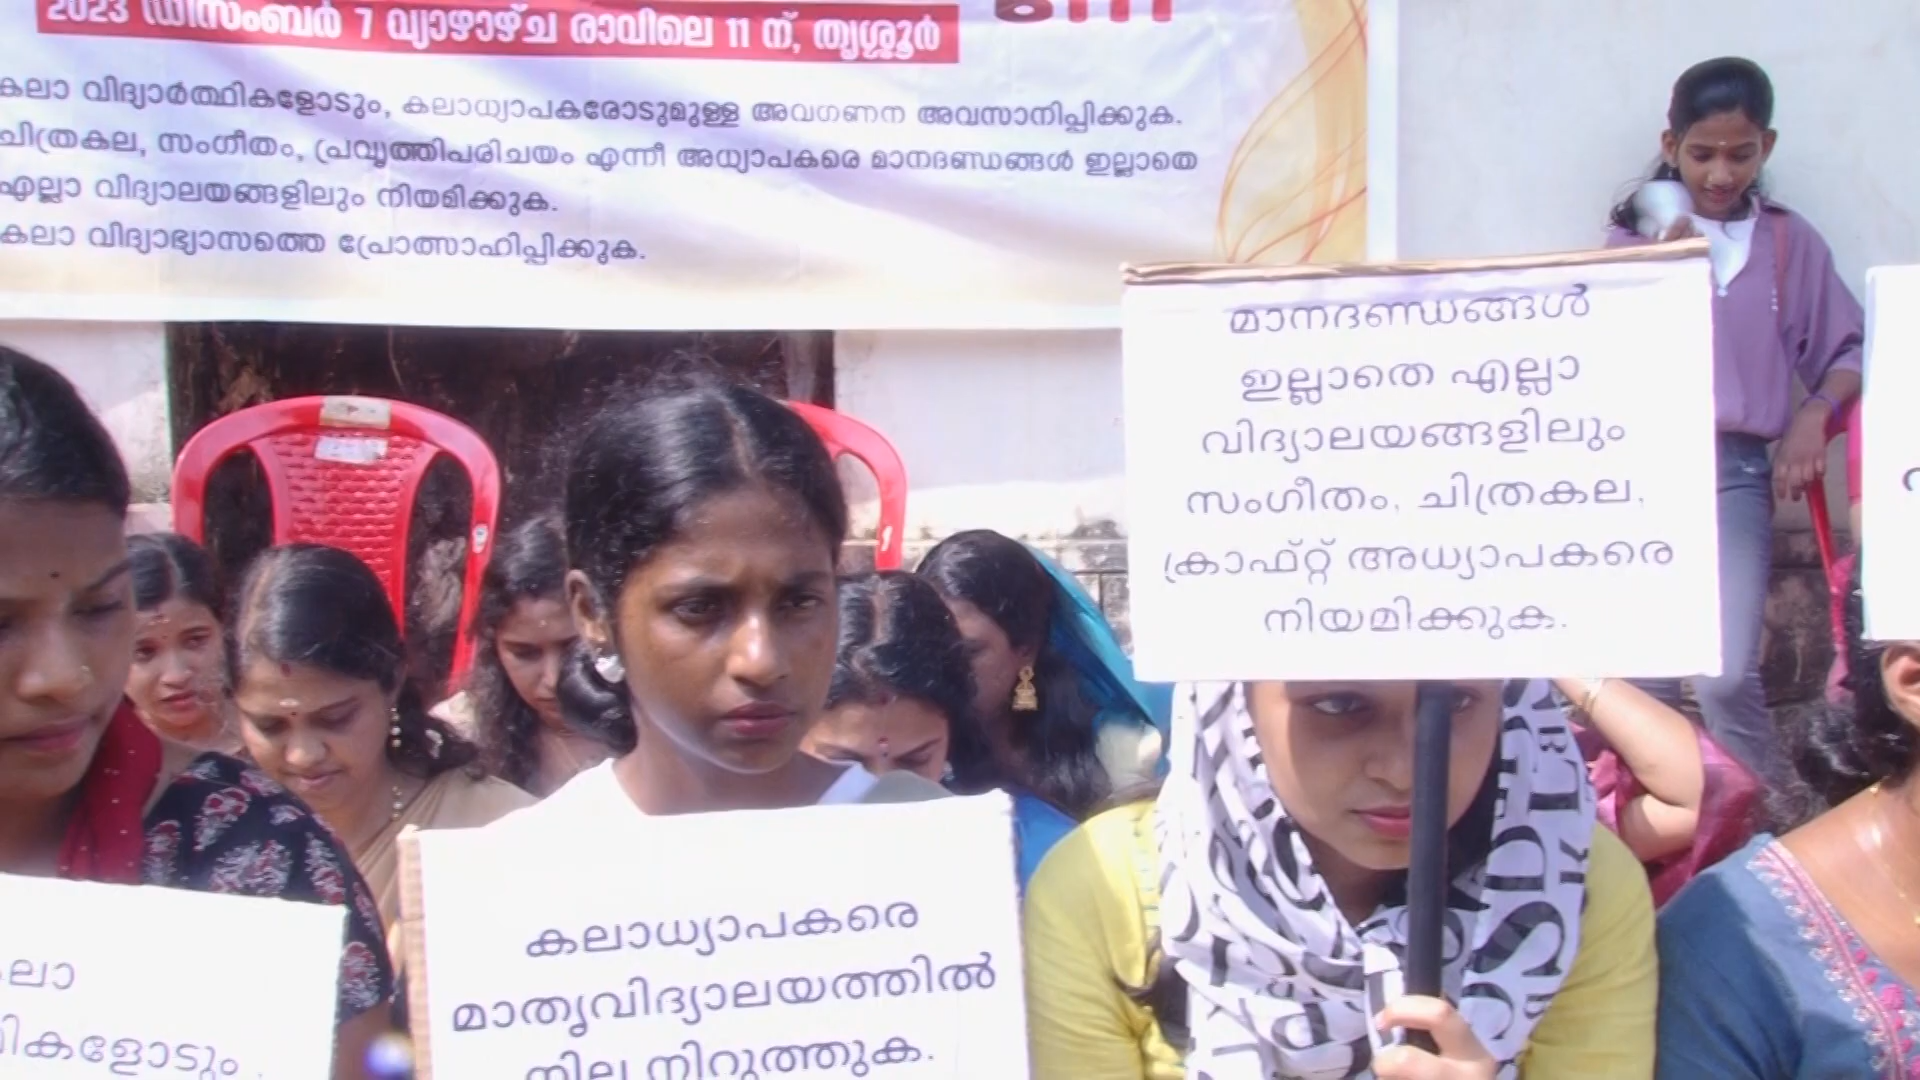 2023 ഡിസംബർ 7 വ്യാഴാഴ്ച രാവിലെ 11 ന്, തൃശ്ശൂർ
കലാ വിദ്യാർത്ഥികളോടും, കലാധ്യാപകരോടുമുള്ള അവഗണന അവസാനിപ്പിക്കുക.
ചിത്രകല, സംഗീതം, പ്രവൃത്തിപരിചയം എന്നീ അധ്യാപകരെ മാനദണ്ഡങ്ങൾ ഇല്ലാതെ
എല്ലാ വിദ്യാലയങ്ങളിലും നിയമിക്കുക.
കലാ വിദ്യാഭ്യാസത്തെ പ്രോത്സാഹിപ്പിക്കുക.
മാനദണ്ഡങ്ങൾ
ഇല്ലാതെ എല്ലാ
വിദ്യാലയങ്ങളിലും
സംഗീതം, ചിത്രകല,
ക്രാഫ്റ്റ് അധ്യാപകരെ
നിയമിക്കുക.
കലാധ്യാപകരെ
മാതൃവിദ്യാലയത്തിൽ
നില നിറുത്തുക.